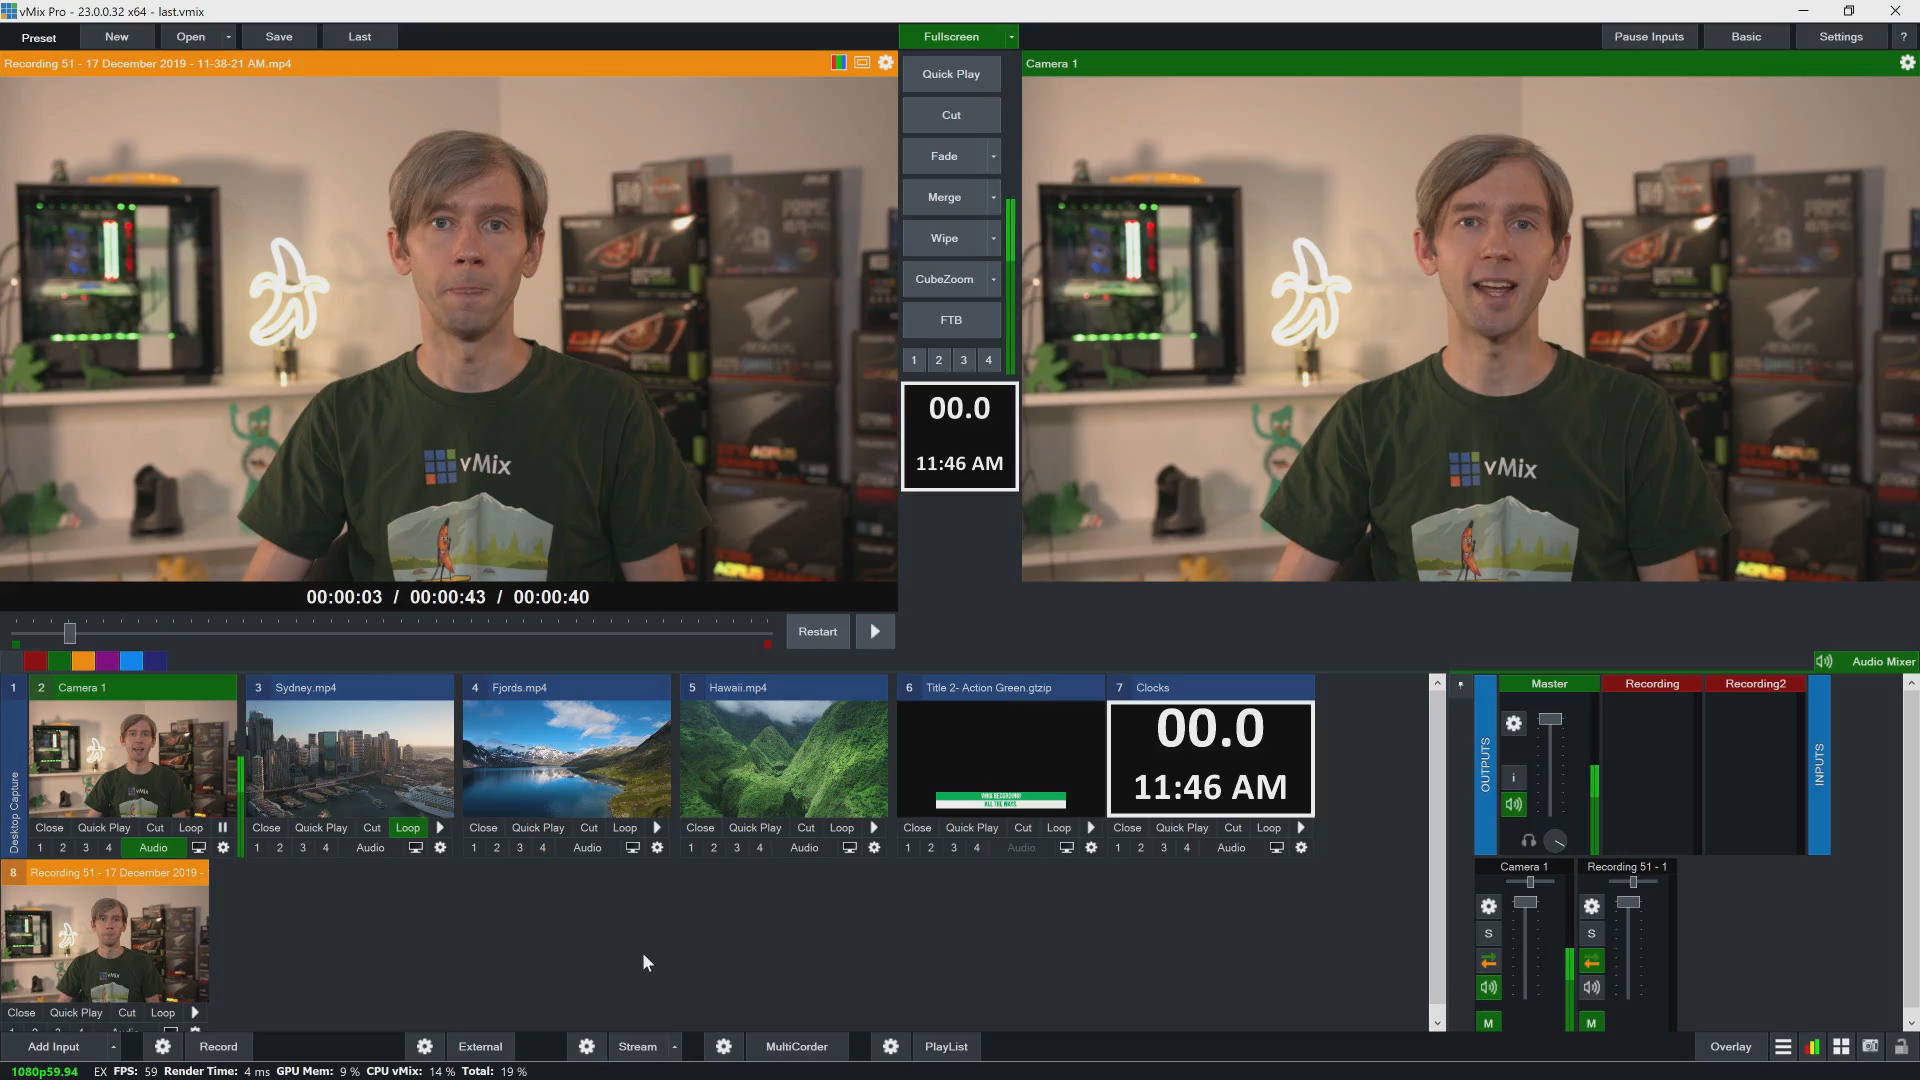 vMix Pro - 23.0.0.32 x64 - last.vmix
Preset New Open Save Last Fullscreen Pause Inputs Basic Settings ?
Recording 51 - 17 December 2019 - 11-38-21 AM.mp4
Camera 1
Quick Play
Cut
Fade
Merge
Wipe
CubeZoom
FTB
1 2 3 4
00.0
11:46 AM
vMix
vMix
00:00:03 / 00:00:43 / 00:00:40
Restart
Audio Mixer
1 Desktop Capture
2 Camera 1
3 Sydney.mp4
4 Fjords.mp4
5 Hawaii.mp4
6 Title 2- Action Green.gtzip
7 Clocks
VMIX RECORDING!
ALL THE WAYS
00.0
11:46 AM
Close Quick Play Cut Loop
1 2 3 4 Audio
Close Quick Play Cut Loop
1 2 3 4 Audio
Close Quick Play Cut Loop
1 2 3 4 Audio
Close Quick Play Cut Loop
1 2 3 4 Audio
Close Quick Play Cut Loop
1 2 3 4 Audio
Close Quick Play Cut Loop
1 2 3 4 Audio
8 Recording 51 - 17 December 2019 -
Close Quick Play Cut Loop
1 2 3 4 Audio
OUTPUTS
Master
Recording
Recording2
INPUTS
i
Camera 1
Recording 51 - 1
S S
M M
Add Input Record External Stream MultiCorder PlayList Overlay
1080p59.94 EX FPS: 59 Render Time: 4 ms GPU Mem: 9 % CPU vMix: 14 % Total: 19 %